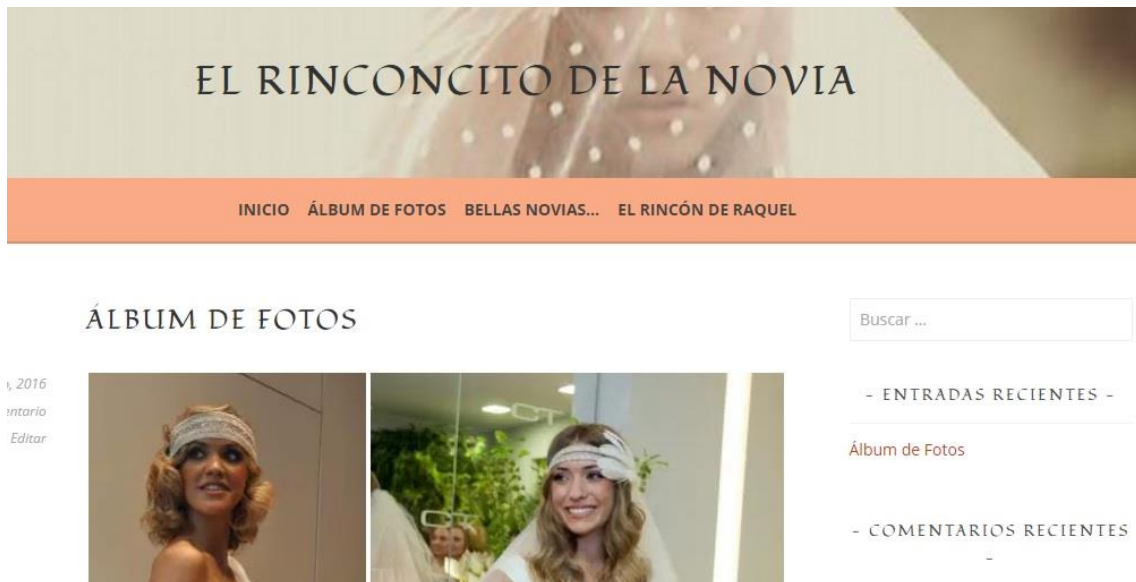 EL RINCONCITO DE LA NOVIA
INICIO ÁLBUM DE FOTOS BELLAS NOVIAS... EL RINCÓN DE RAQUEL
ÁLBUM DE FOTOS
, 2016
Editar
Buscar ...
- ENTRADAS RECIENTES -
Álbum de Fotos
- COMENTARIOS RECIENTES
-